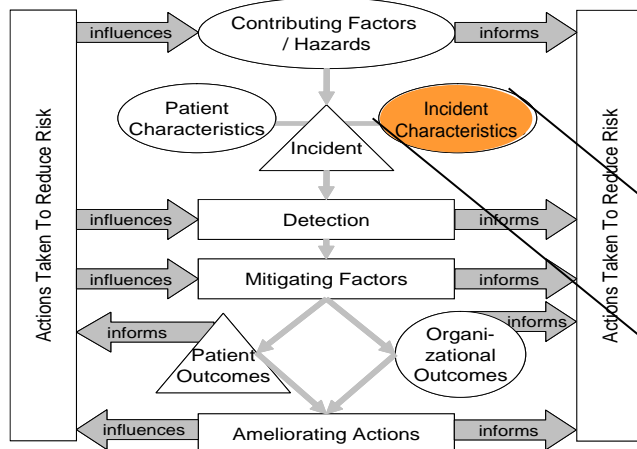 influences
Contributing Factors
/ Hazards
informs
Patient
Characteristics
Incident
Characteristics
Incident
Actions Taken To Reduce Risk
Actions Taken To Reduce Risk
influences
Detection
informs
influences
Mitigating Factors
informs
informs
Patient
Outcomes
Organi-
zational
Outcomes
informs
influences
Ameliorating Actions
informs